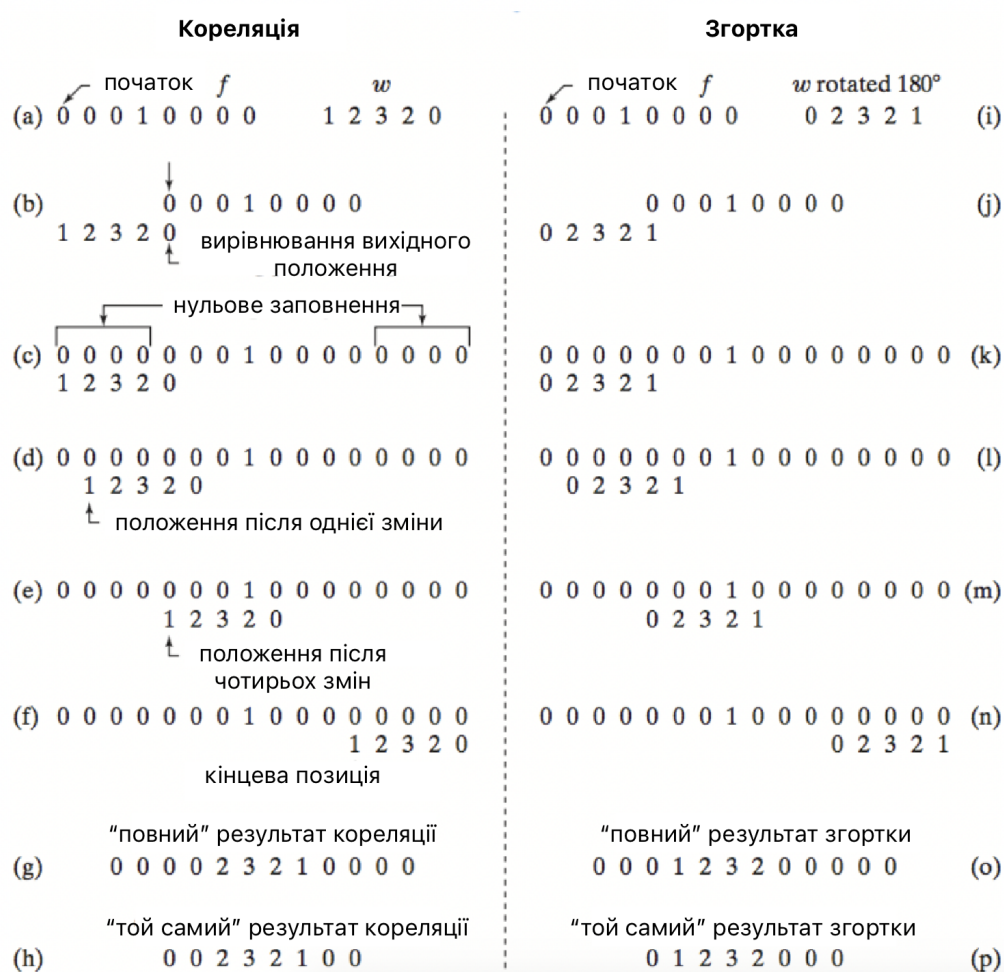 Кореляція
початок f w
(a) 0 0 0 1 0 0 0 0 1 2 3 2 0
(b) 0 0 0 1 0 0 0 0
1 2 3 2 0
вирівнювання вихідного
положення
нульове заповнення
(c) 0 0 0 0 0 0 0 1 0 0 0 0 0 0 0 0
1 2 3 2 0
(d) 0 0 0 0 0 0 0 1 0 0 0 0 0 0 0 0
1 2 3 2 0
положення після однієї зміни
(e) 0 0 0 0 0 0 0 1 0 0 0 0 0 0 0 0
1 2 3 2 0
положення після
чотирьох змін
(f) 0 0 0 0 0 0 0 1 0 0 0 0 0 0 0 0
1 2 3 2 0
кінцева позиція
“повний” результат кореляції
(g) 0 0 0 0 2 3 2 1 0 0 0 0
“той самий” результат кореляції
(h) 0 0 2 3 2 1 0 0
Згортка
початок f w rotated 180°
0 0 0 1 0 0 0 0 0 2 3 2 1 (i)
0 0 0 1 0 0 0 0 (j)
0 2 3 2 1
0 0 0 0 0 0 0 1 0 0 0 0 0 0 0 0 (k)
0 2 3 2 1
0 0 0 0 0 0 0 1 0 0 0 0 0 0 0 0 (l)
0 2 3 2 1
0 0 0 0 0 0 0 1 0 0 0 0 0 0 0 0 (m)
0 2 3 2 1
0 0 0 0 0 0 0 1 0 0 0 0 0 0 0 0 (n)
0 2 3 2 1
“повний” результат згортки
0 0 0 1 2 3 2 0 0 0 0 0 (o)
“той самий” результат згортки
0 1 2 3 2 0 0 0 (p)